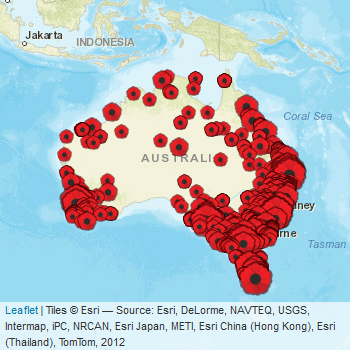 Jakarta
INDONESIA
Coral Sea
AUSTRALI
ney
rne
Tasman
Leaflet | Tiles © Esri — Source: Esri, DeLorme, NAVTEQ, USGS,
Intermap, iPC, NRCAN, Esri Japan, METI, Esri China (Hong Kong), Esri
(Thailand), TomTom, 2012